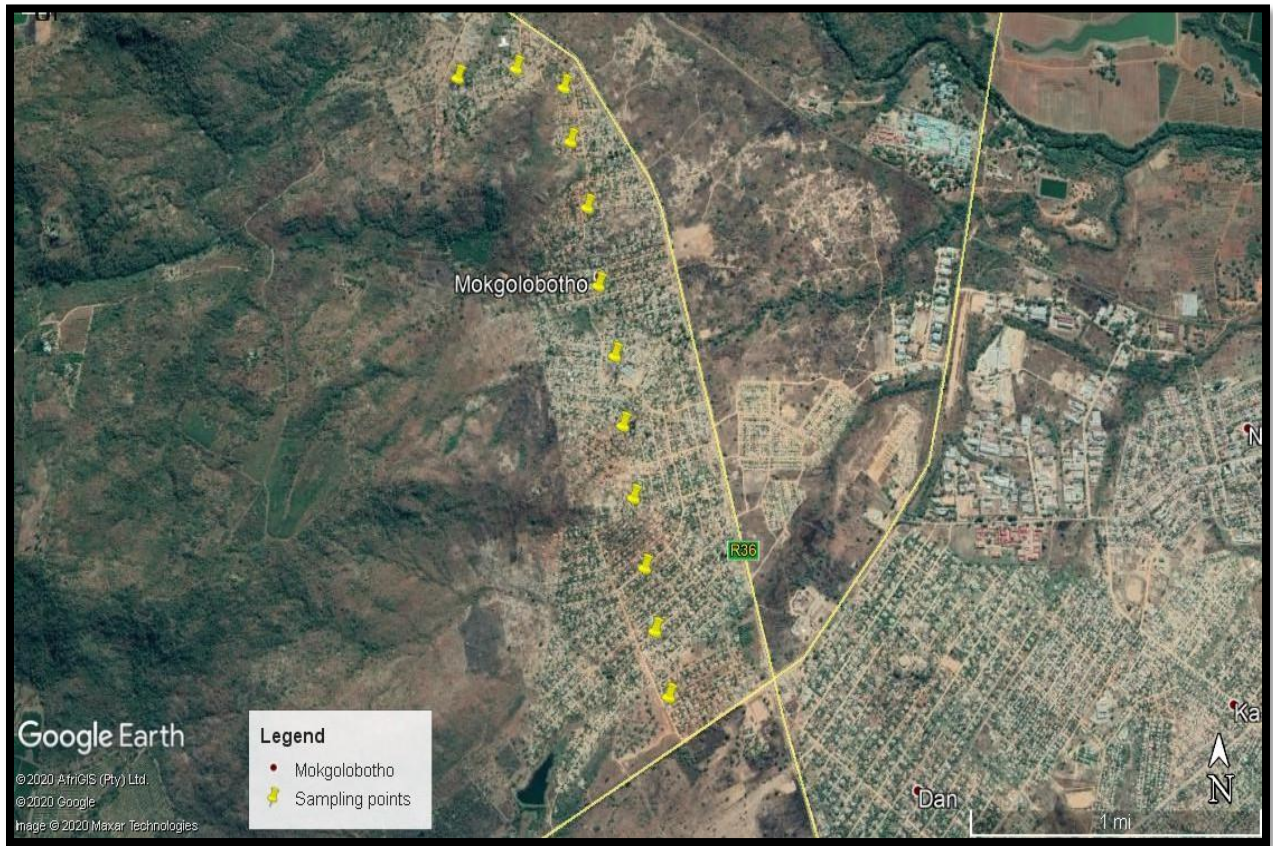 Mokgolobotho
R36
N
Ka
Dan
Google Earth
© 2020 AfriGIS (Pty) Ltd.
© 2020 Google
Image © 2020 Maxar Technologies
Legend
Mokgolobotho
Sampling points
N
1 mi